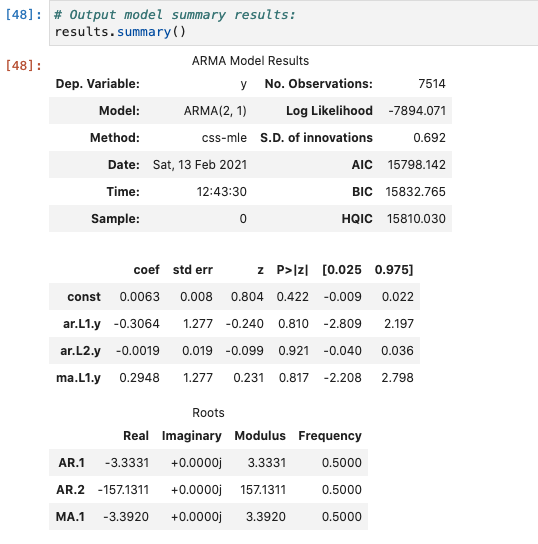 [48]: # Output model summary results:
results.summary()
[48]: ARMA Model Results
Dep. Variable: y No. Observations: 7514
Model: ARMA(2, 1) Log Likelihood -7894.071
Method: css-mle S.D. of innovations 0.692
Date: Sat, 13 Feb 2021 AIC 15798.142
Time: 12:43:30 BIC 15832.765
Sample: 0 HQIC 15810.030
coef std err z P>|z| [0.025 0.975]
const 0.0063 0.008 0.804 0.422 -0.009 0.022
ar.L1.y -0.3064 1.277 -0.240 0.810 -2.809 2.197
ar.L2.y -0.0019 0.019 -0.099 0.921 -0.040 0.036
ma.L1.y 0.2948 1.277 0.231 0.817 -2.208 2.798
Roots
Real Imaginary Modulus Frequency
AR.1 -3.3331 +0.0000j 3.3331 0.5000
AR.2 -157.1311 +0.0000j 157.1311 0.5000
MA.1 -3.3920 +0.0000j 3.3920 0.5000